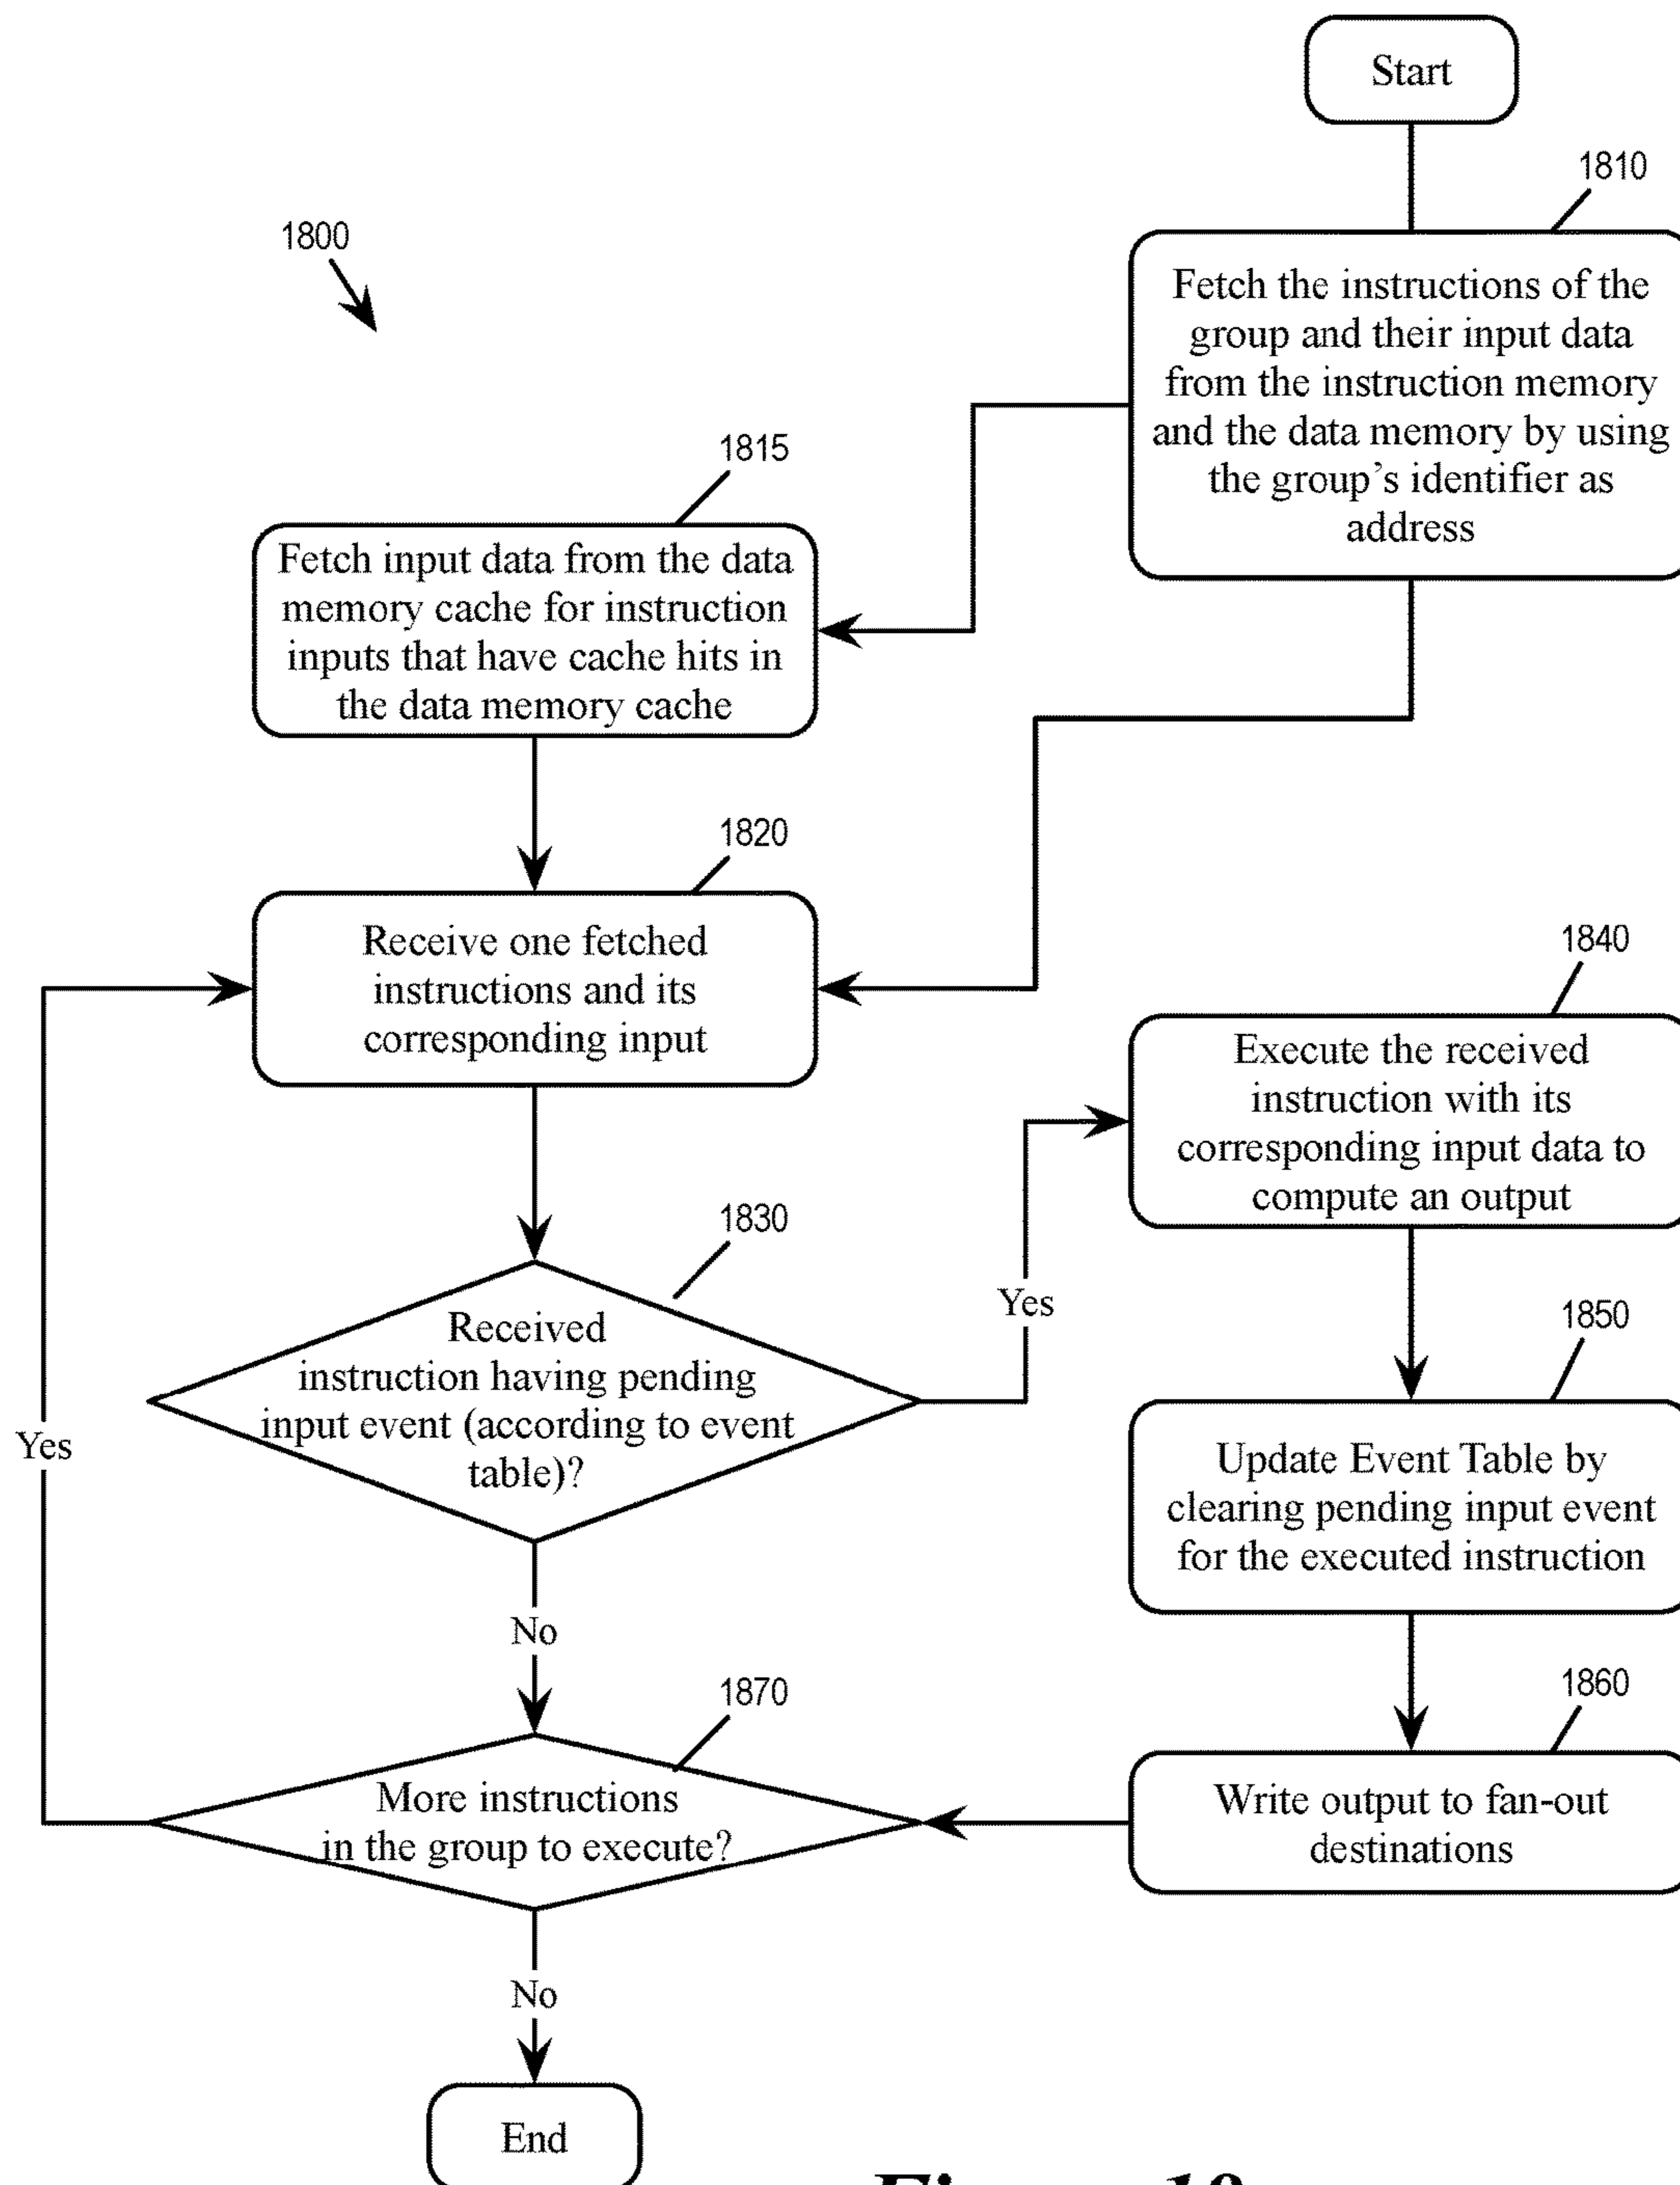 Start
1810
1800
Fetch the instructions of the
group and their input data
from the instruction memory
and the data memory by using
the group's identifier as
address
1815
Fetch input data from the data
memory cache for instruction
inputs that have cache hits in
the data memory cache
1820
Receive one fetched
instructions and its
corresponding input
1840
Execute the received
instruction with its
corresponding input data to
compute an output
1830
Received
instruction having pending
input event (according to event
table)?
Yes
Yes
No
1850
Update Event Table by
clearing pending input event
for the executed instruction
1860
Write output to fan-out
destinations
1870
More instructions
in the group to execute?
No
End